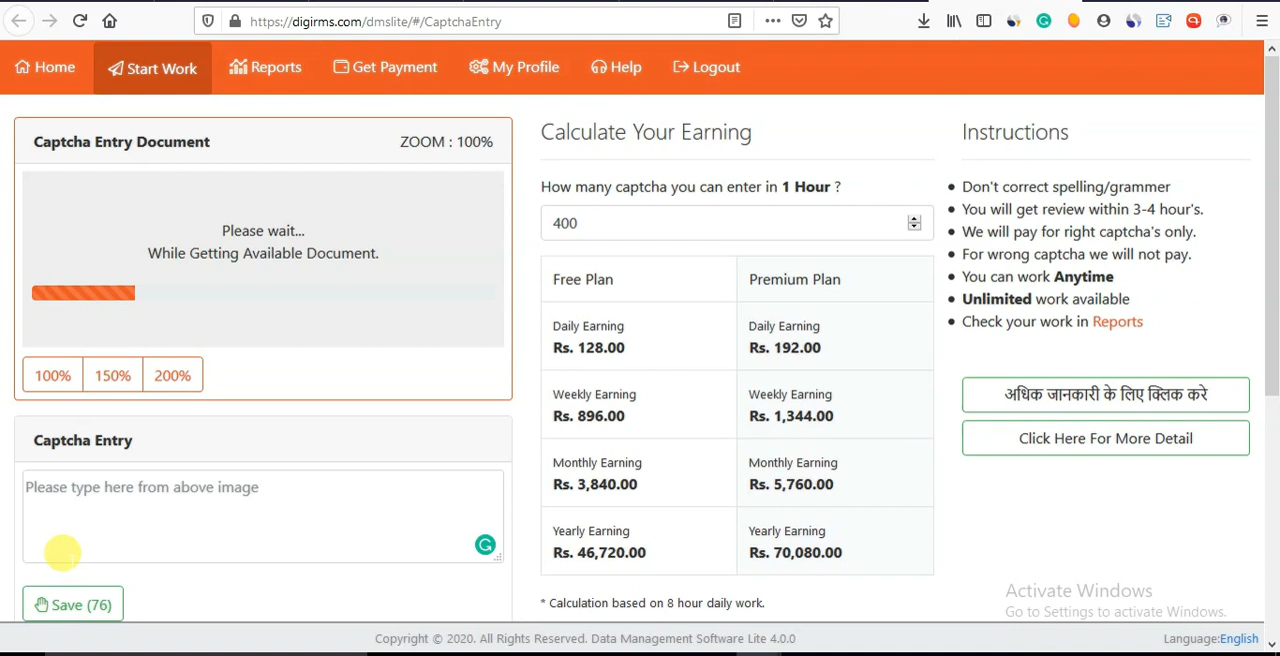 https://digirms.com/dmslite/#/CaptchaEntry
Home
Start Work
Reports
Get Payment
My Profile
Help
Logout
Captcha Entry Document
ZOOM : 100%
Please wait...
While Getting Available Document.
100%
150%
200%
Captcha Entry
Please type here from above image
Save (76)
Calculate Your Earning
How many captcha you can enter in 1 Hour ?
400
Free Plan
Premium Plan
Daily Earning
Rs. 128.00
Daily Earning
Rs. 192.00
Weekly Earning
Rs. 896.00
Weekly Earning
Rs. 1,344.00
Monthly Earning
Rs. 3,840.00
Monthly Earning
Rs. 5,760.00
Yearly Earning
Rs. 46,720.00
Yearly Earning
Rs. 70,080.00
* Calculation based on 8 hour daily work.
Instructions
Don't correct spelling/grammer
You will get review within 3-4 hour's.
We will pay for right captcha's only.
For wrong captcha we will not pay.
You can work Anytime
Unlimited work available
Check your work in Reports
अधिक जानकारी के लिए क्लिक करे
Click Here For More Detail
Activate Windows
Go to Settings to activate Windows.
Copyright © 2020. All Rights Reserved. Data Management Software Lite 4.0.0
Language:English